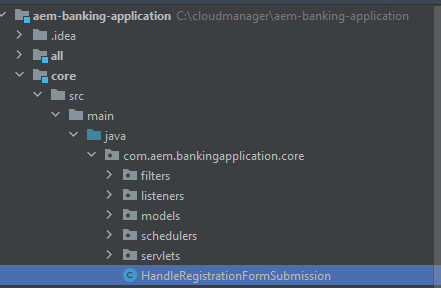 aem-banking-application C:\cloudmanager\aem-banking-application
.idea
all
core
src
main
java
com.aem.bankingapplication.core
filters
listeners
models
schedulers
servlets
C HandleRegistrationFormSubmission